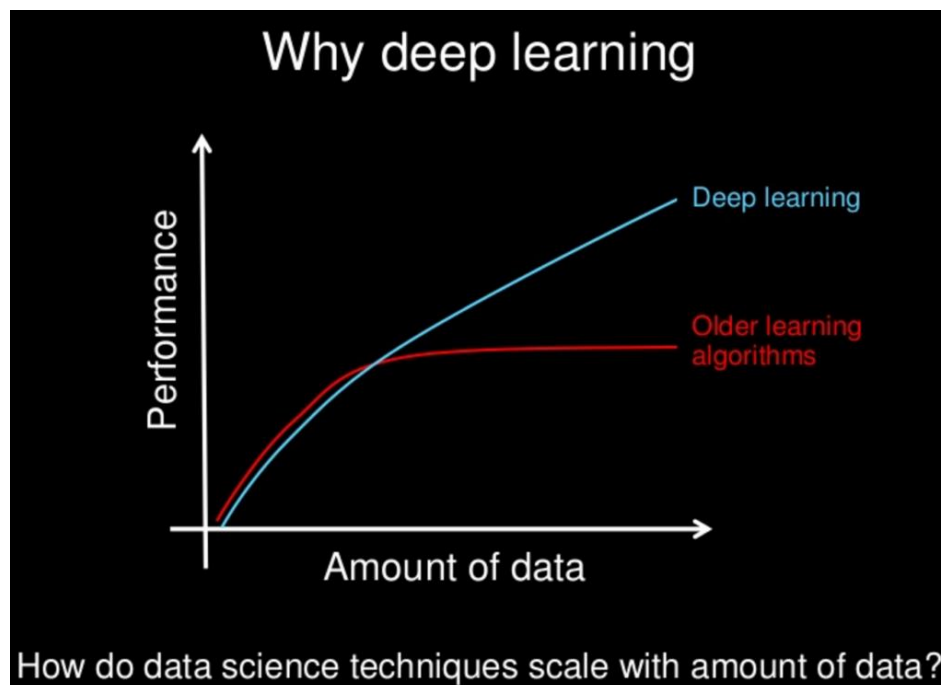 Why deep learning
Performance
Deep learning
Older learning
algorithms
Amount of data
How do data science techniques scale with amount of data?